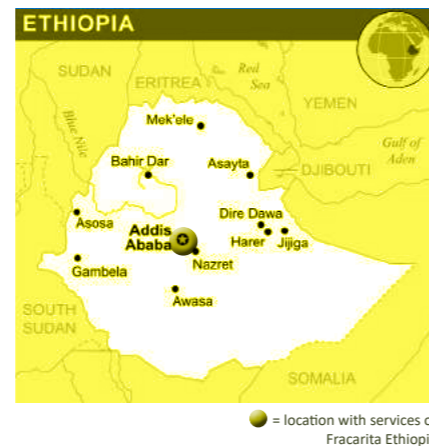 ETHIOPIA
SUDAN
ERITREA
Red
Sea
YEMEN
Mek'ele
Blue Nile
Gulf of
Aden
Bahir Dar
Asayta
DJIBOUTI
Asosa
Dire Dawa
Addis
Ababa
Harer
Jijiga
Nazret
Gambela
Awasa
SOUTH
SUDAN
SOMALIA
= location with services o
Fracarita Ethiopi